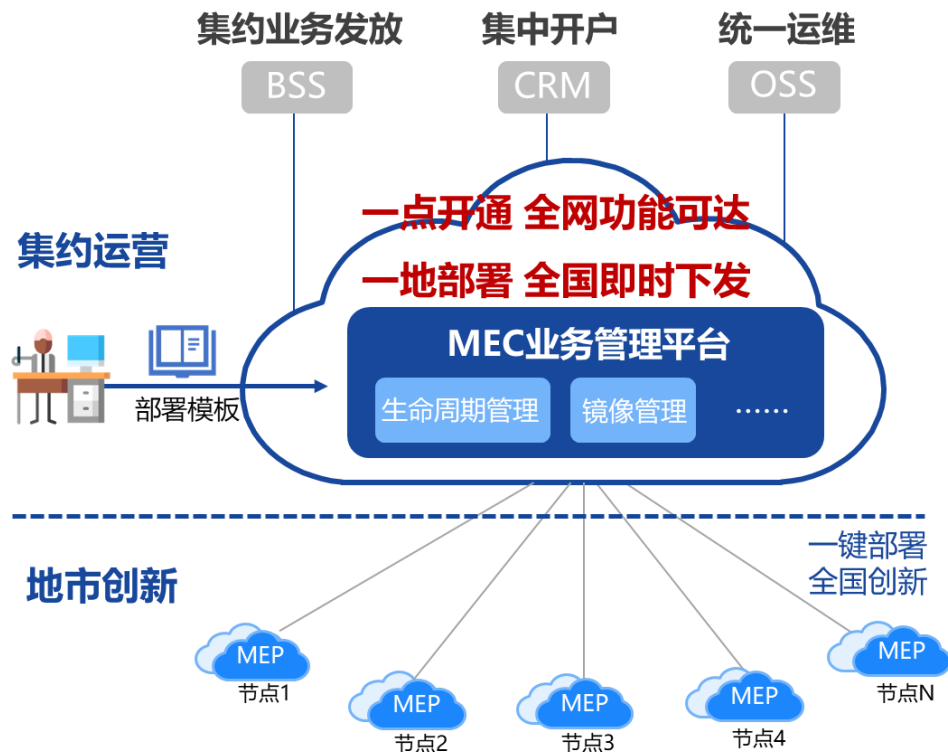 集约业务发放
集中开户
统一运维
BSS
CRM
OSS
一点开通 全网功能可达
集约运营
一地部署 全国即时下发
MEC业务管理平台
部署模板
生命周期管理
镜像管理
······
一键部署
全国创新
地市创新
MEP
节点1
MEP
节点2
MEP
节点3
MEP
节点4
MEP
节点N